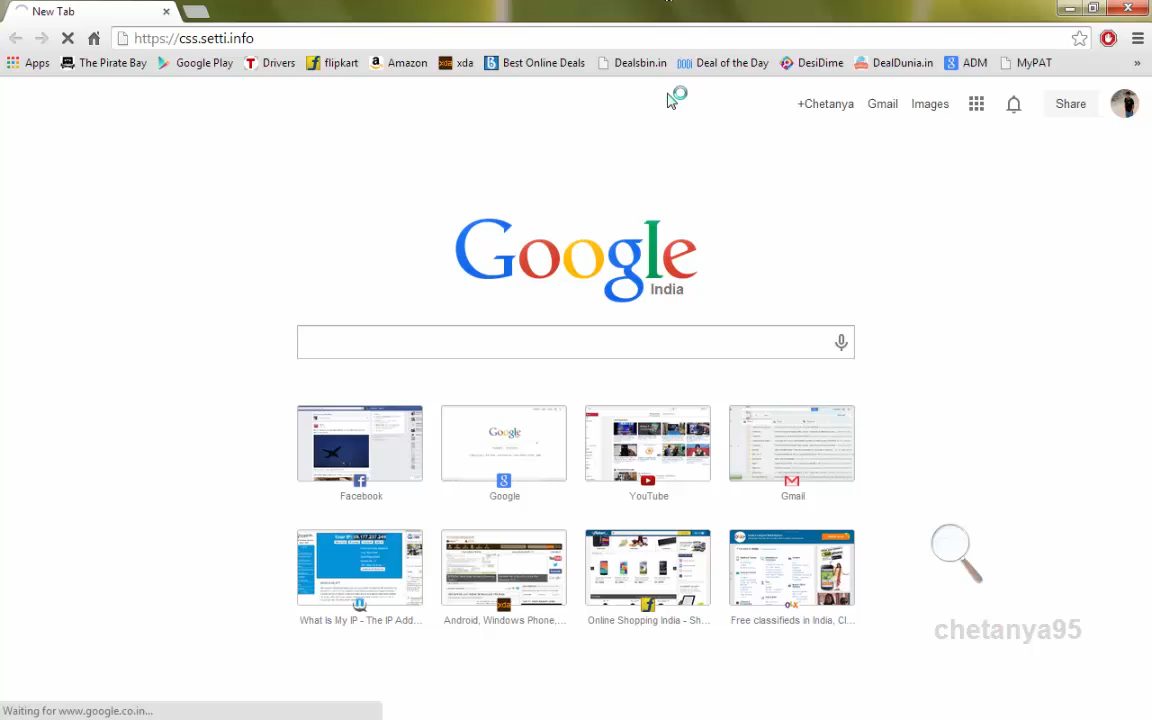 New Tab
https://css.setti.info
Apps The Pirate Bay Google Play Drivers flipkart Amazon xda Best Online Deals Dealsbin.in Deal of the Day DesiDime DealDunia.in ADM MyPAT »
+Chetanya Gmail Images Share
Google
India
Facebook Google YouTube Gmail
What Is My IP - The IP Add... Android, Windows Phone,... Online Shopping India - Sh... Free classifieds in India, Cl...
chetanya95
Waiting for www.google.co.in...